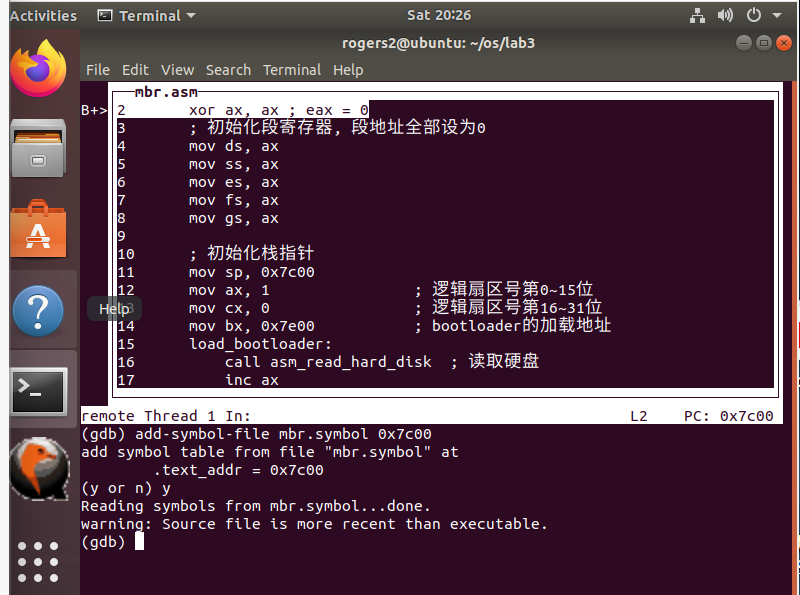 Activities Terminal Sat 20:26
rogers2@ubuntu: ~/os/lab3
File Edit View Search Terminal Help
mbr.asm
B+> 2 xor ax, ax ; eax = 0
3 ; 初始化段寄存器, 段地址全部设为0
4 mov ds, ax
5 mov ss, ax
6 mov es, ax
7 mov fs, ax
8 mov gs, ax
9
10 ; 初始化栈指针
11 mov sp, 0x7c00
12 mov ax, 1 ; 逻辑扇区号第0~15位
Help
3 mov cx, 0 ; 逻辑扇区号第16~31位
14 mov bx, 0x7e00 ; bootloader的加载地址
15 load_bootloader:
16 call asm_read_hard_disk ; 读取硬盘
17 inc ax
remote Thread 1 In: L2 PC: 0x7c00
(gdb) add-symbol-file mbr.symbol 0x7c00
add symbol table from file "mbr.symbol" at
.text_addr = 0x7c00
(y or n) y
Reading symbols from mbr.symbol...done.
warning: Source file is more recent than executable.
(gdb)